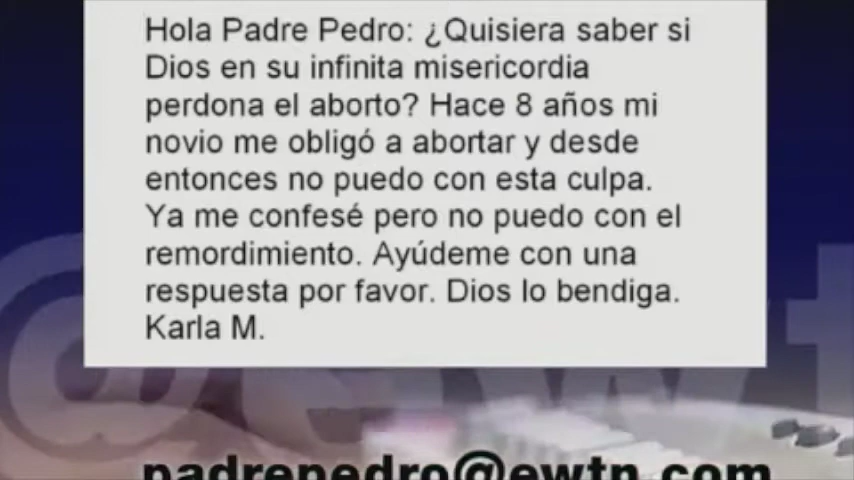 Hola Padre Pedro: ¿Quisiera saber si
Dios en su infinita misericordia
perdona el aborto? Hace 8 años mi
novio me obligó a abortar y desde
entonces no puedo con esta culpa.
Ya me confesé pero no puedo con el
remordimiento. Ayúdeme con una
respuesta por favor. Dios lo bendiga.
Karla M.
@ewt
padrepedro@ewtn.com